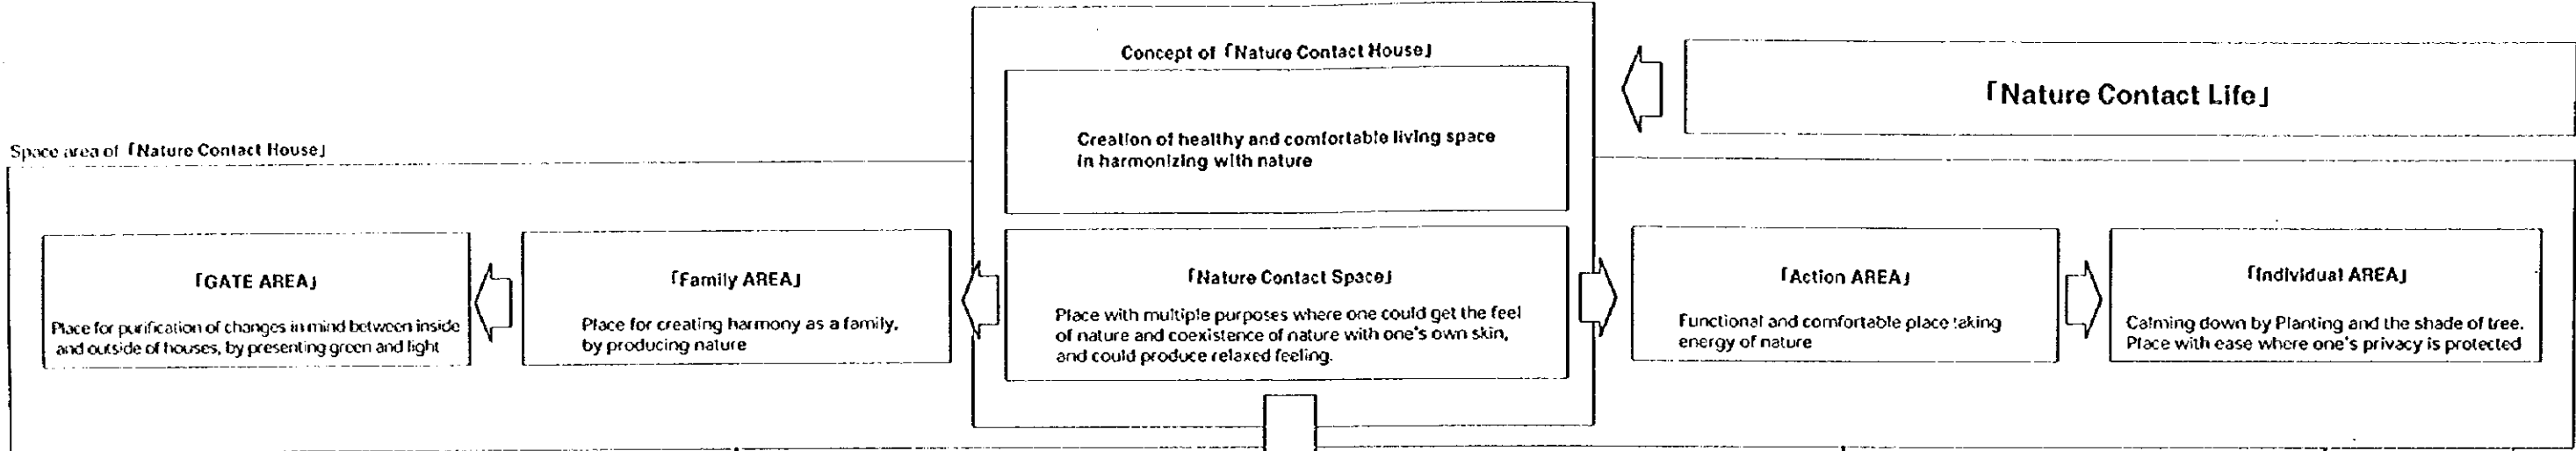 Concept of 「Nature Contact House」
「Nature Contact Life」
Creation of healthy and comfortable living space
in harmonizing with nature
Space area of 「Nature Contact House」
「GATE AREA」
Place for purification of changes in mind between inside
and outside of houses, by presenting green and light
「Family AREA」
Place for creating harmony as a family,
by producing nature
「Nature Contact Space」
Place with multiple purposes where one could get the feel
of nature and coexistence of nature with one's own skin,
and could produce relaxed feeling.
「Action AREA」
Functional and comfortable place taking
energy of nature
「Individual AREA」
Calming down by Planting and the shade of tree.
Place with ease where one's privacy is protected